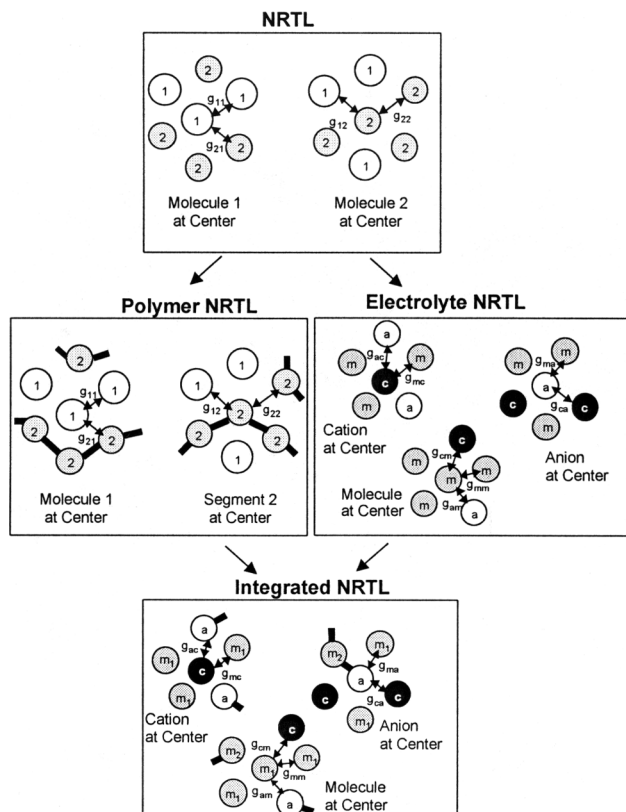 NRTL
1
2
1
g11
1
2
g21
2
2
Molecule 1
at Center
1
1
2
g12
g22
2
2
2
1
Molecule 2
at Center
Polymer NRTL
2
1
g11
1
1
2
g21
2
2
Molecule 1
at Center
1
2
g12
g22
2
2
2
1
Segment 2
at Center
Electrolyte NRTL
a
m
gac
m
c
gmc
m
a
Cation
at Center
m
gma
m
a
c
gca
c
m
Anion
at Center
c
gcm
m
m
m
gmm
m
gam
a
Molecule
at Center
Integrated NRTL
a
gac
m1
m1
c
gmc
m1
a
Cation
at Center
m2
m1
gma
a
c
gca
c
m1
Anion
at Center
c
m2
gcm
m1
m1
gmm
m1
gam
a
Molecule
at Center